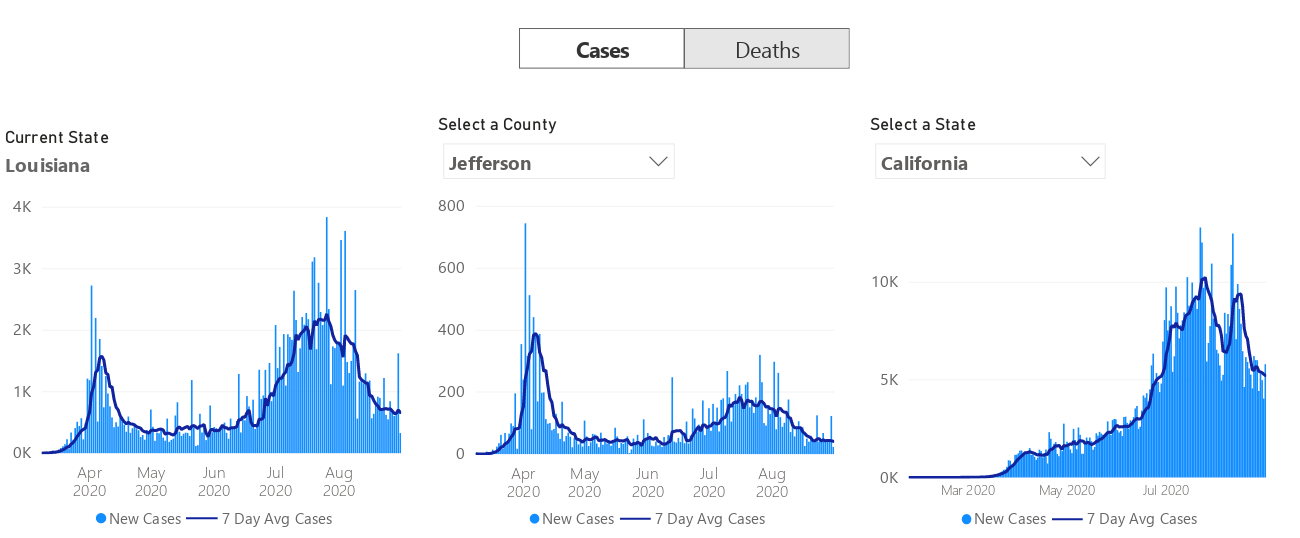 Cases Deaths
Current State
Louisiana
Select a County
Jefferson
Select a State
California
4K
3K
2K
1K
0K
Apr 2020
May 2020
Jun 2020
Jul 2020
Aug 2020
New Cases 7 Day Avg Cases
800
600
400
200
0
Apr 2020
May 2020
Jun 2020
Jul 2020
Aug 2020
New Cases 7 Day Avg Cases
10K
5K
0K
Mar 2020 May 2020 Jul 2020
New Cases 7 Day Avg Cases